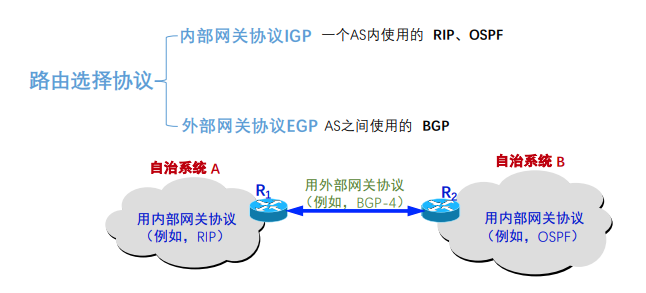 内部网关协议IGP 一个AS内使用的 RIP、OSPF
路由选择协议
外部网关协议EGP AS之间使用的 BGP
自治系统 A
自治系统 B
R1
用外部网关协议
（例如，BGP-4）
R2
用内部网关协议
（例如，RIP）
用内部网关协议
（例如，OSPF）